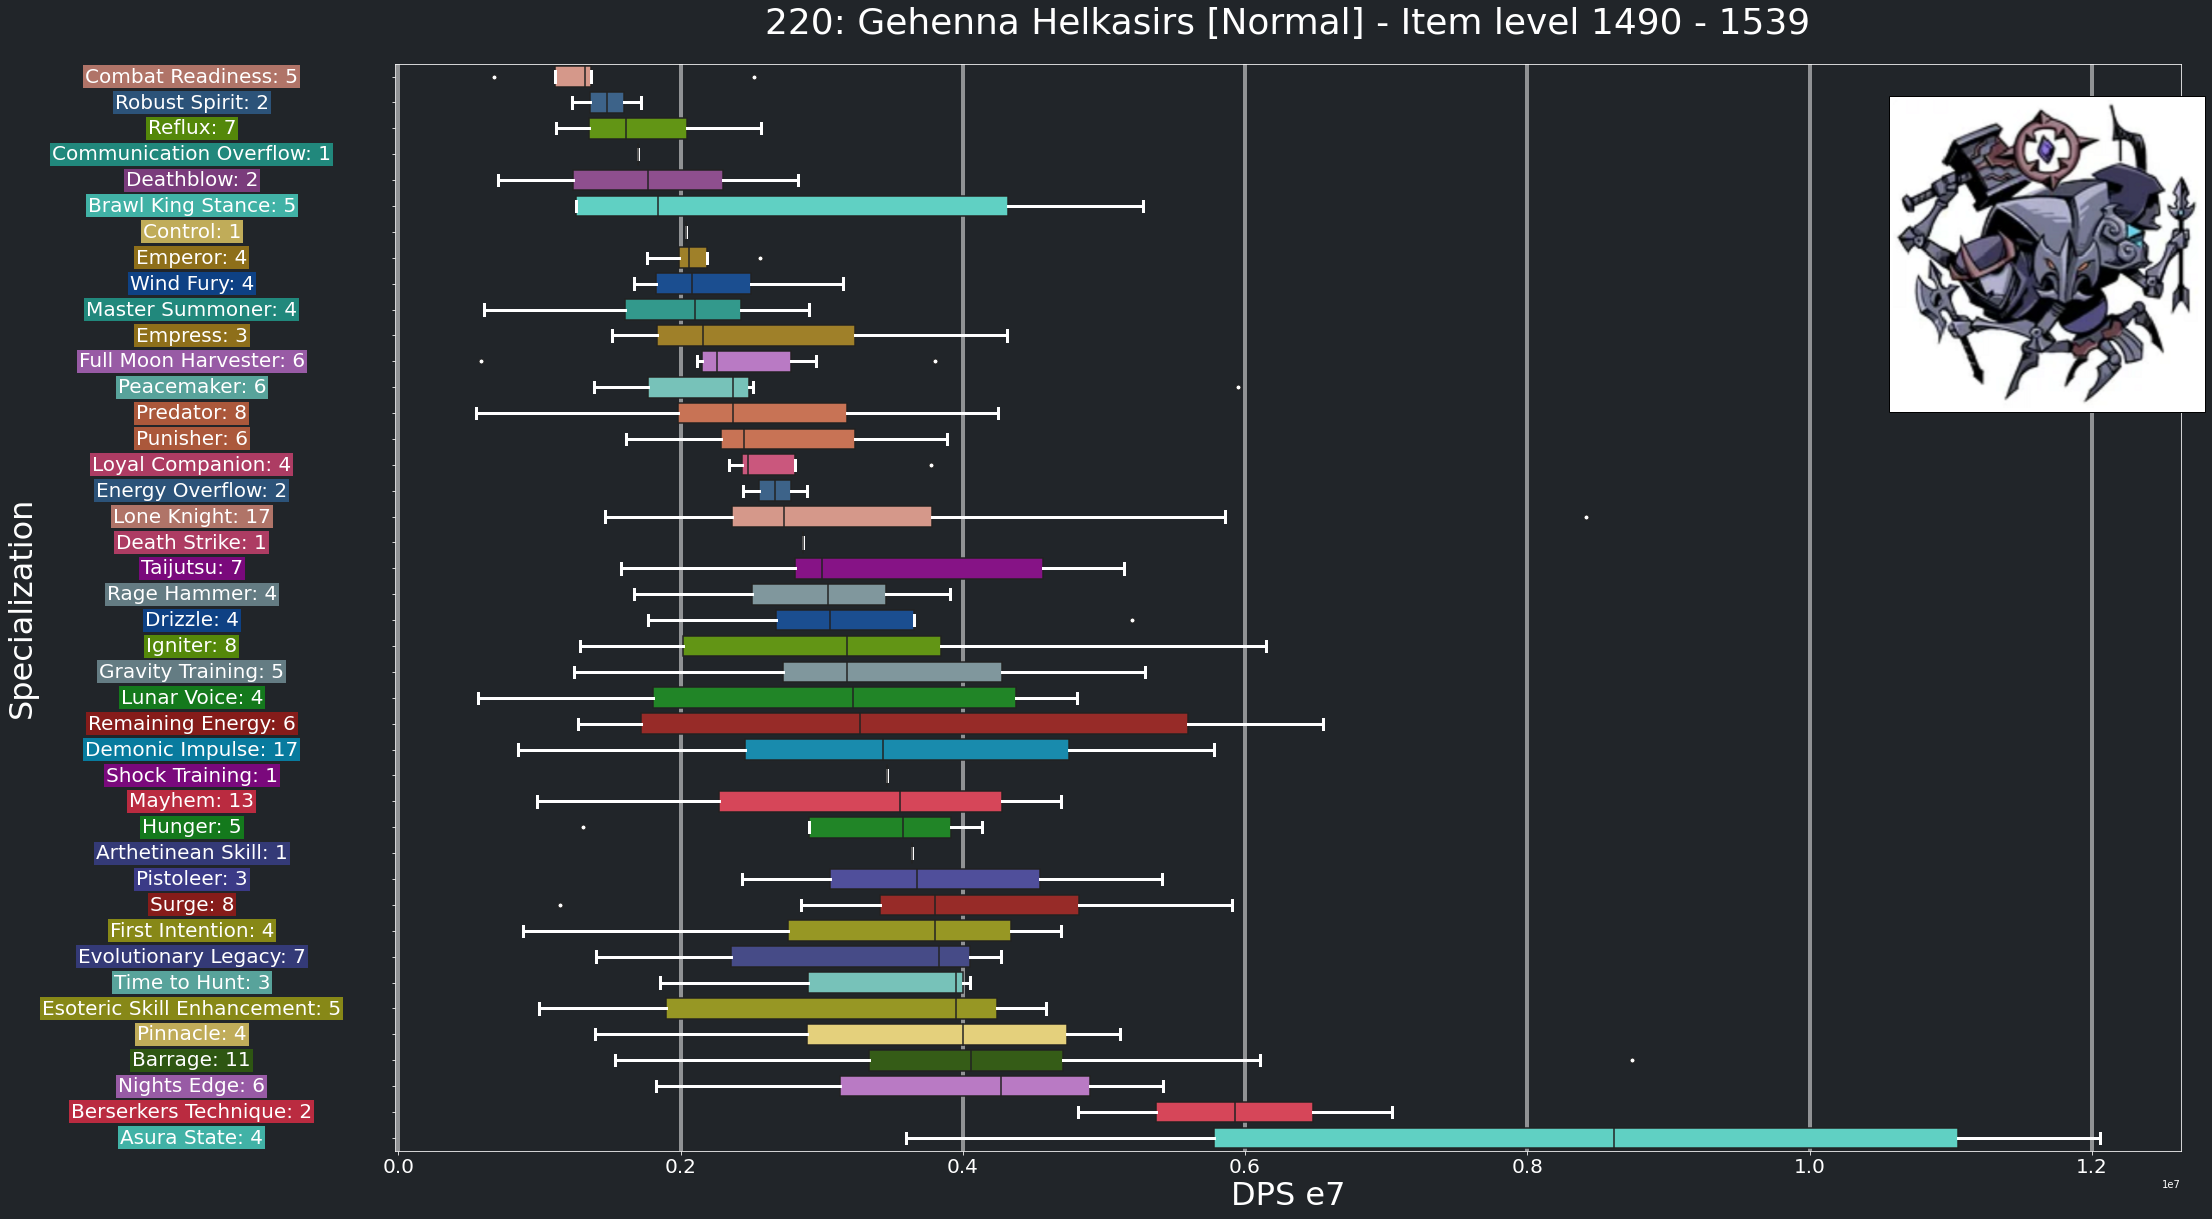 220: Gehenna Helkasirs [Normal] - Item level 1490 - 1539
Combat Readiness: 5
Robust Spirit: 2
Reflux: 7
Communication Overflow: 1
Deathblow: 2
Brawl King Stance: 5
Control: 1
Emperor: 4
Wind Fury: 4
Master Summoner: 4
Empress: 3
Full Moon Harvester: 6
Peacemaker: 6
Predator: 8
Punisher: 6
Loyal Companion: 4
Energy Overflow: 2
Lone Knight: 17
Death Strike: 1
Taijutsu: 7
Rage Hammer: 4
Drizzle: 4
Igniter: 8
Gravity Training: 5
Lunar Voice: 4
Remaining Energy: 6
Demonic Impulse: 17
Shock Training: 1
Mayhem: 13
Hunger: 5
Arthetinean Skill: 1
Pistoleer: 3
Surge: 8
First Intention: 4
Evolutionary Legacy: 7
Time to Hunt: 3
Esoteric Skill Enhancement: 5
Pinnacle: 4
Barrage: 11
Nights Edge: 6
Berserkers Technique: 2
Asura State: 4
Specialization
0.0 0.2 0.4 0.6 0.8 1.0 1.2
1e7
DPS e7